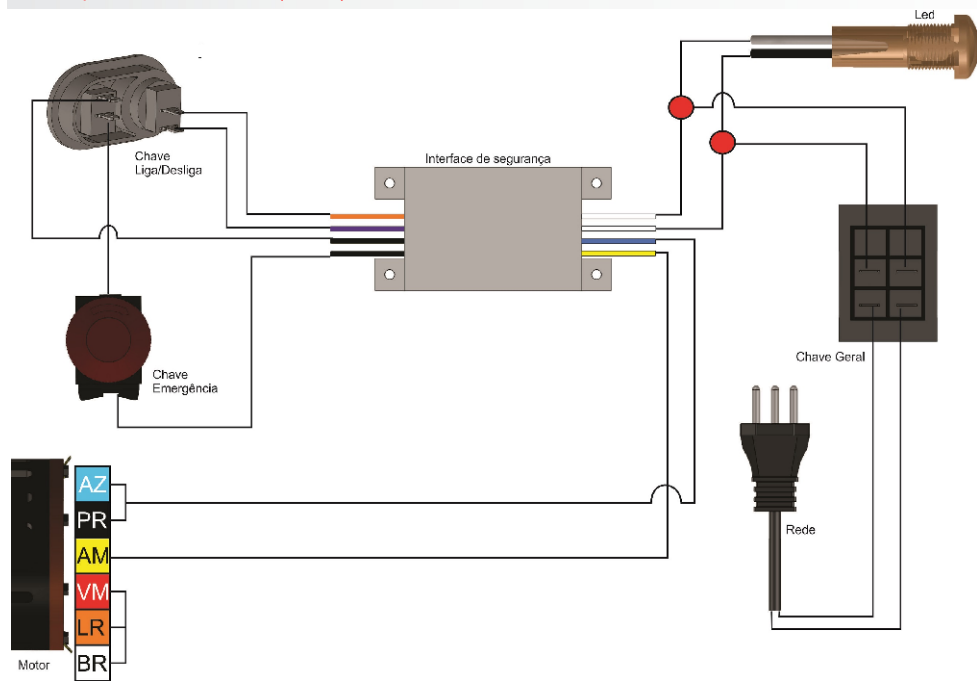 Led
Chave
Liga/Desliga
Interface de segurança
Chave Geral
Chave
Emergência
Rede
AZ
PR
AM
VM
LR
BR
Motor